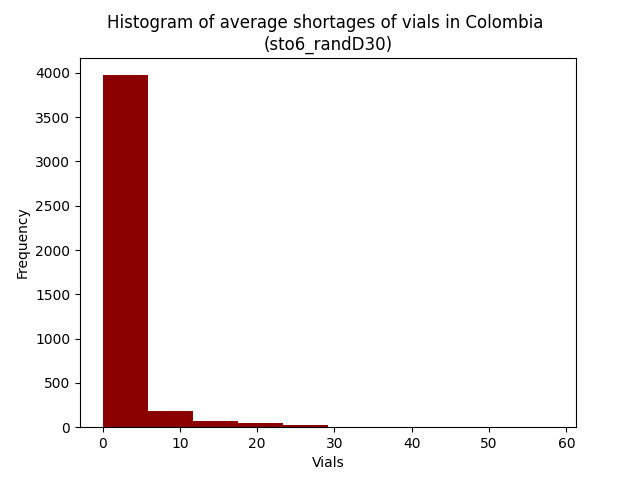 Histogram of average shortages of vials in Colombia
(sto6_randD30)
4000
3500
3000
2500
2000
1500
1000
500
0
Frequency
0 10 20 30 40 50 60
Vials